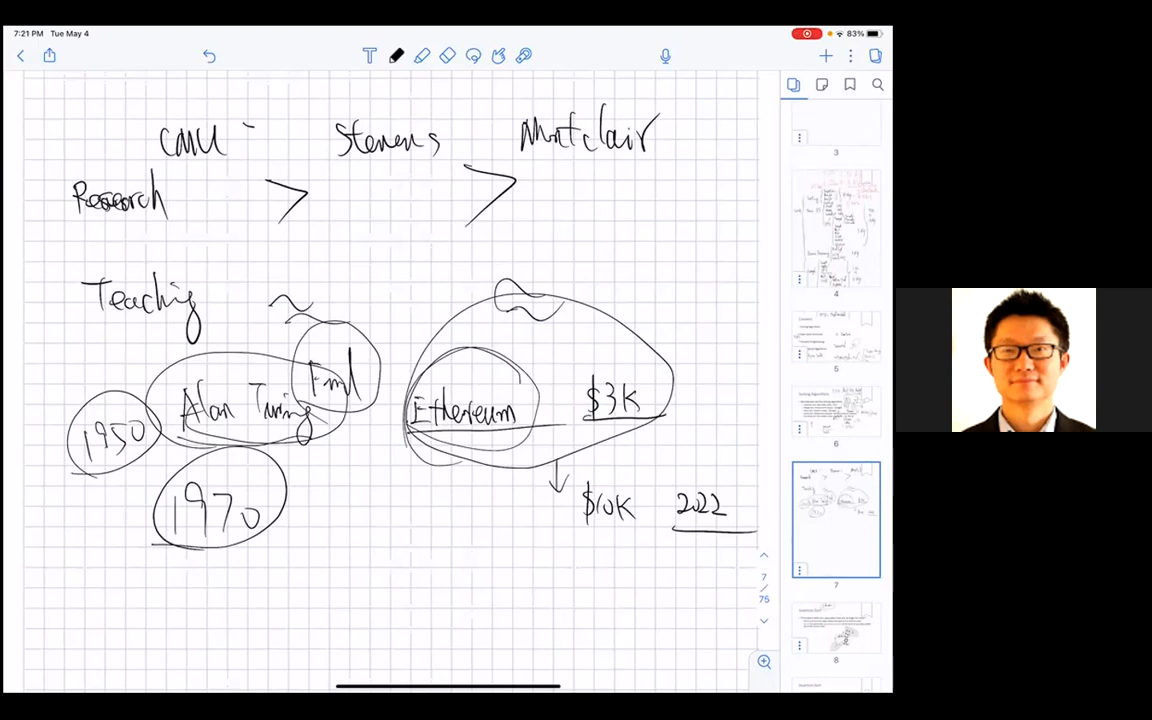 7:21 PM Tue May 4
83%
CMU Stevens Montclair
Research > >
Teaching ~ ~
1950 Alan Turing Ethereum $3K
1970 $10K 2022
7
/
75
3
4
5
6
7
8